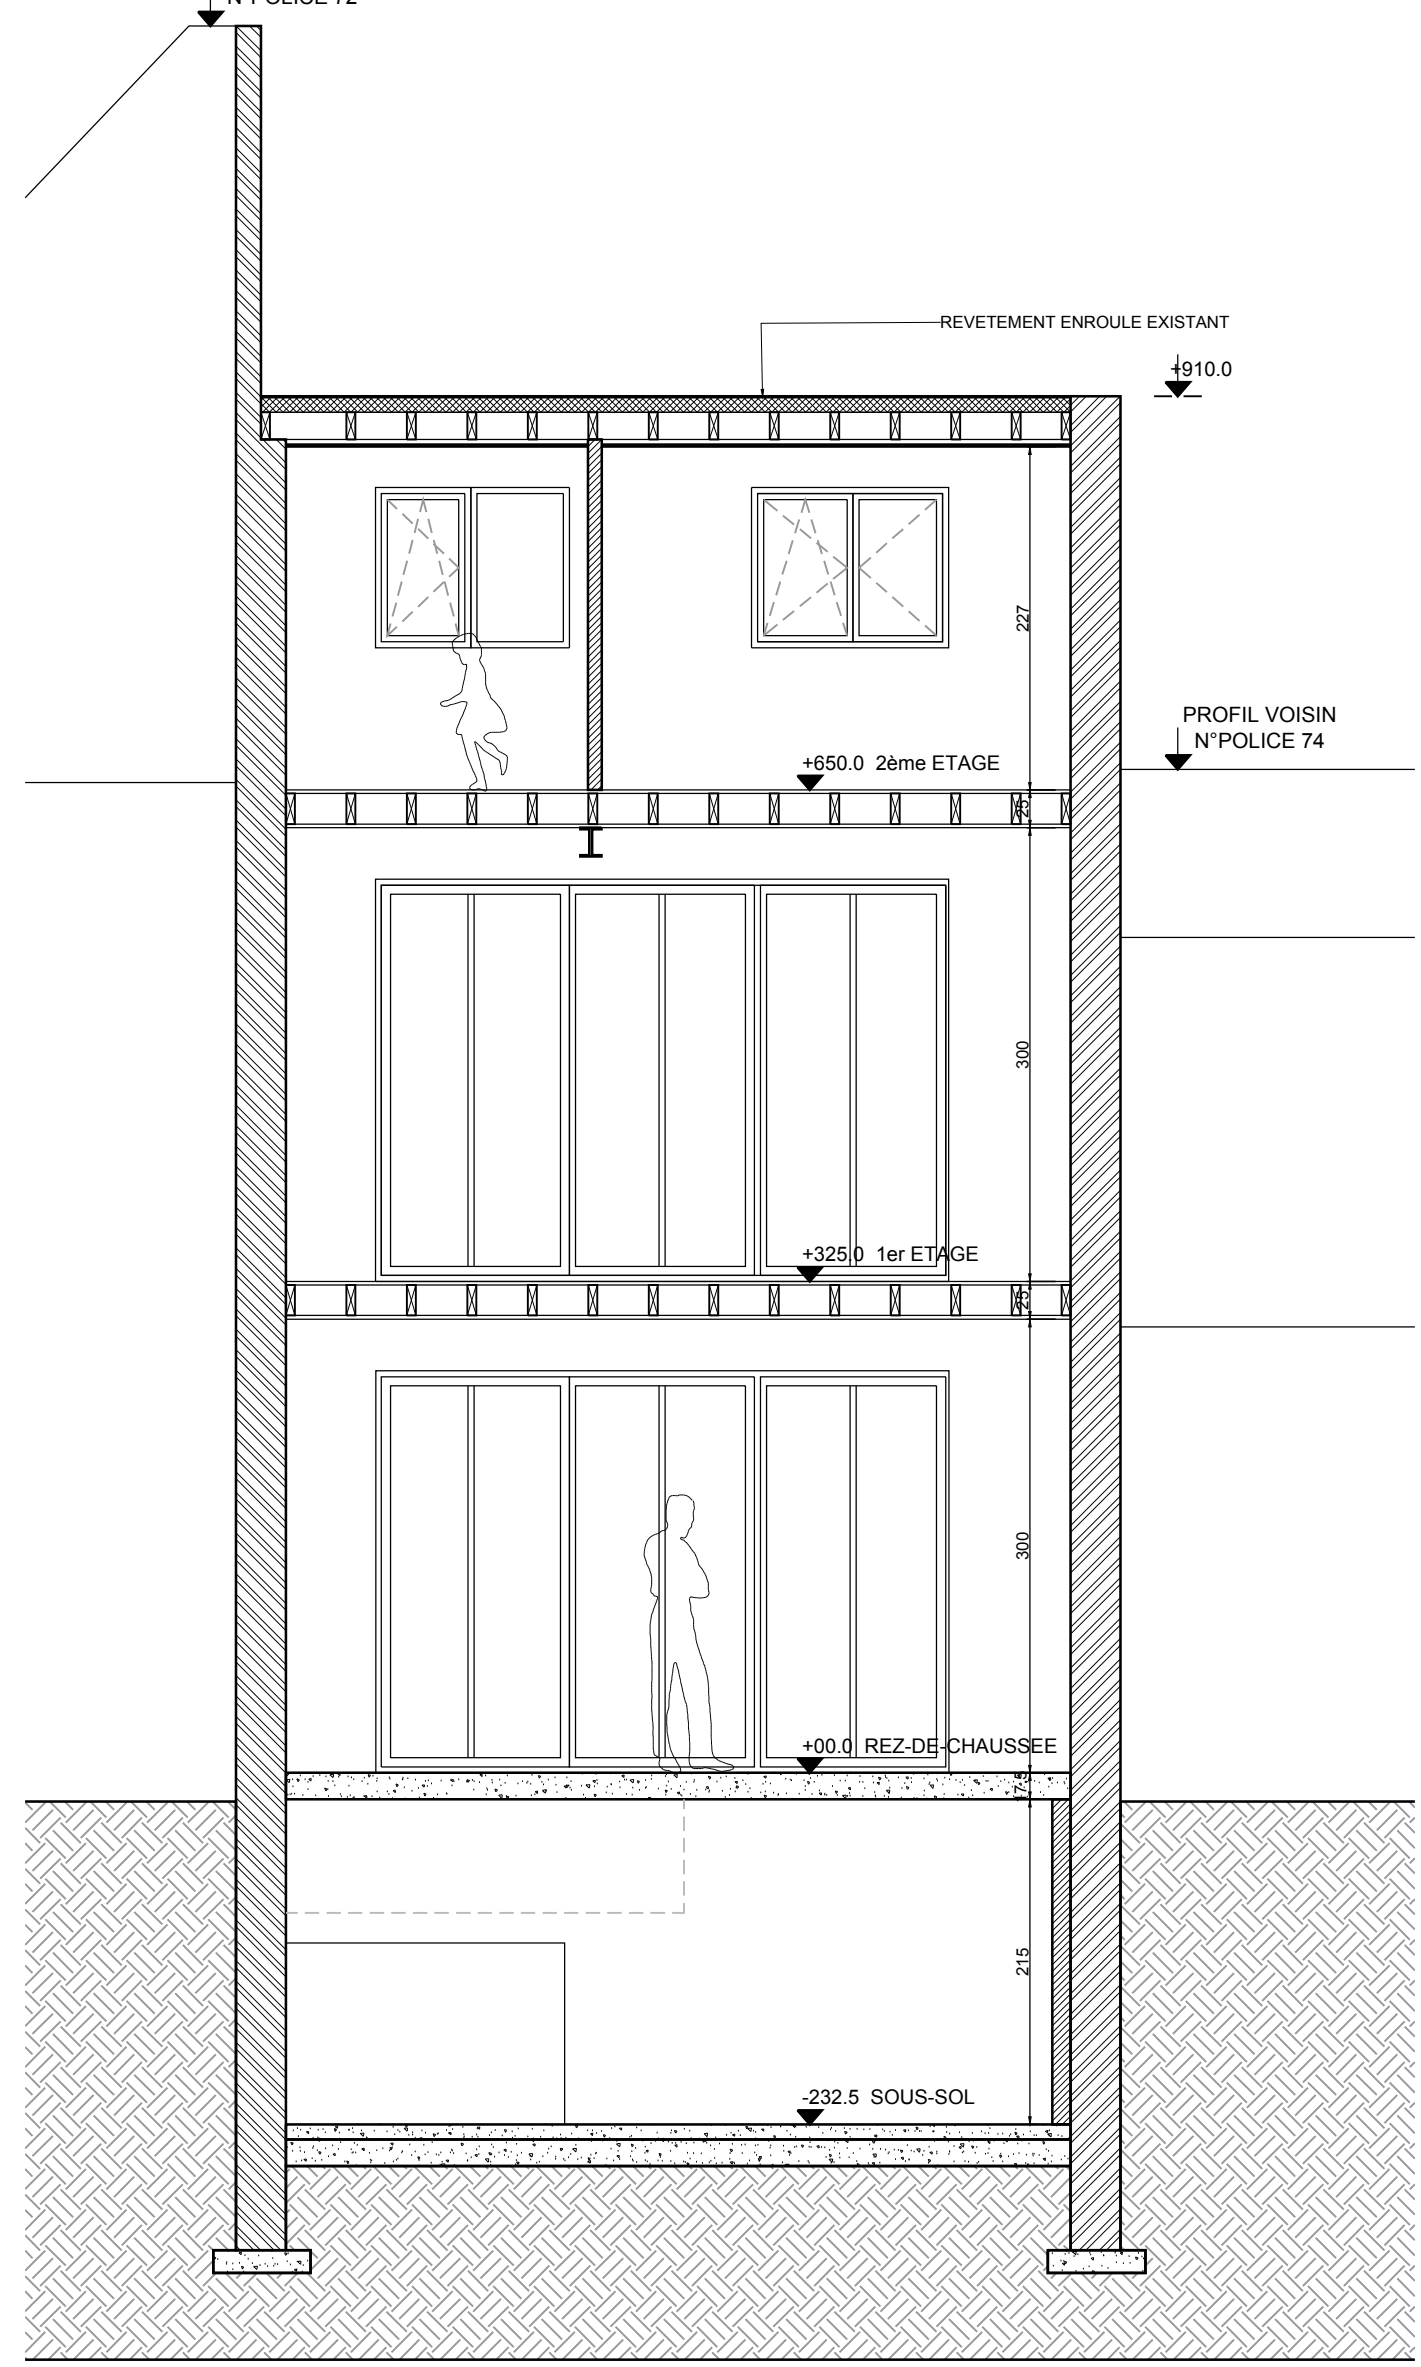 N°POLICE 72
REVETEMENT ENROULE EXISTANT
+910.0
227
PROFIL VOISIN
N°POLICE 74
+650.0 2ème ETAGE
25
300
+325.0 1er ETAGE
25
300
+00.0 REZ-DE-CHAUSSEE
17.5
215
-232.5 SOUS-SOL